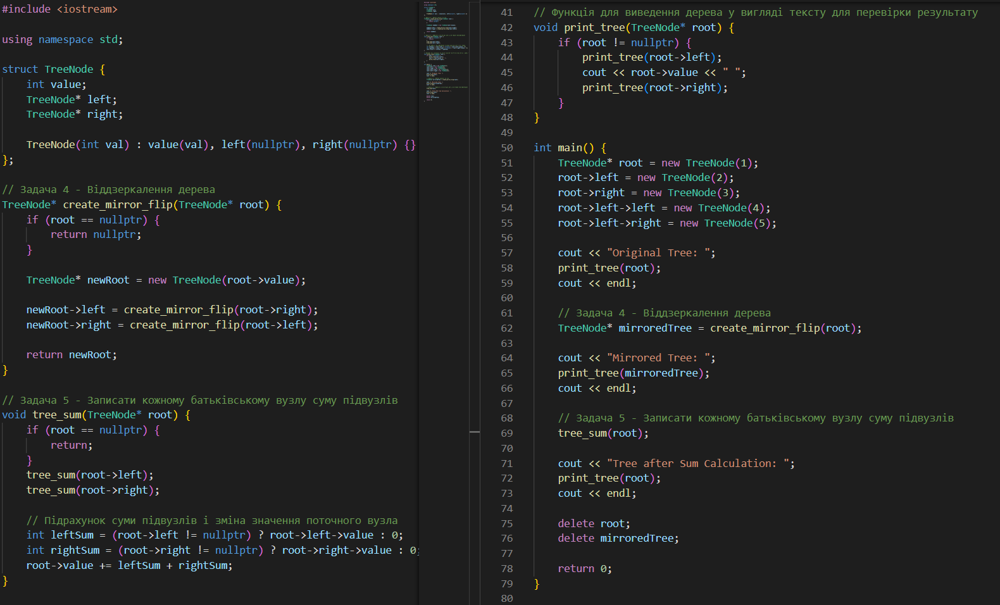 #include <iostream>
using namespace std;
struct TreeNode {
    int value;
    TreeNode* left;
    TreeNode* right;
    TreeNode(int val) : value(val), left(nullptr), right(nullptr) {}
};
// Задача 4 - Віддзеркалення дерева
TreeNode* create_mirror_flip(TreeNode* root) {
    if (root == nullptr) {
        return nullptr;
    }
    TreeNode* newRoot = new TreeNode(root->value);
    newRoot->left = create_mirror_flip(root->right);
    newRoot->right = create_mirror_flip(root->left);
    return newRoot;
}
// Задача 5 - Записати кожному батьківському вузлу суму підвузлів
void tree_sum(TreeNode* root) {
    if (root == nullptr) {
        return;
    }
    tree_sum(root->left);
    tree_sum(root->right);
    // Підрахунок суми підвузлів і зміна значення поточного вузла
    int leftSum = (root->left != nullptr) ? root->left->value : 0;
    int rightSum = (root->right != nullptr) ? root->right->value : 0;
    root->value += leftSum + rightSum;
}
41 // Функція для виведення дерева у вигляді тексту для перевірки результату
42 void print_tree(TreeNode* root) {
43     if (root != nullptr) {
44         print_tree(root->left);
45         cout << root->value << " ";
46         print_tree(root->right);
47     }
48 }
49
50 int main() {
51     TreeNode* root = new TreeNode(1);
52     root->left = new TreeNode(2);
53     root->right = new TreeNode(3);
54     root->left->left = new TreeNode(4);
55     root->left->right = new TreeNode(5);
56
57     cout << "Original Tree: ";
58     print_tree(root);
59     cout << endl;
60
61     // Задача 4 - Віддзеркалення дерева
62     TreeNode* mirroredTree = create_mirror_flip(root);
63
64     cout << "Mirrored Tree: ";
65     print_tree(mirroredTree);
66     cout << endl;
67
68     // Задача 5 - Записати кожному батьківському вузлу суму підвузлів
69     tree_sum(root);
70
71     cout << "Tree after Sum Calculation: ";
72     print_tree(root);
73     cout << endl;
74
75     delete root;
76     delete mirroredTree;
77
78     return 0;
79 }
80